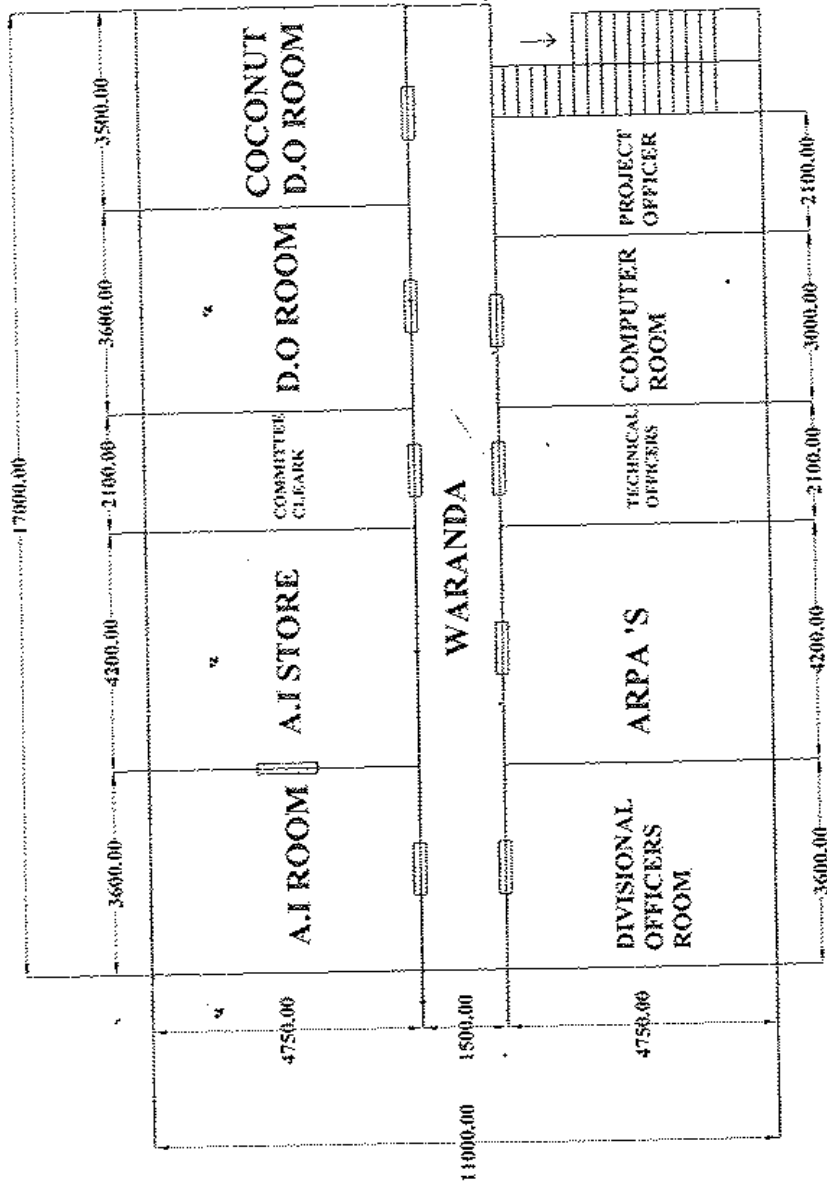 17000.00
3600.00
4200.00
2100.00
3600.00
3500.00
A.I ROOM
A.I STORE
COMMITTEE
CLEARK
D.O ROOM
COCONUT
D.O ROOM
11000.00
4750.00
1500.00
4750.00
WARANDA
DIVISIONAL
OFFICERS
ROOM
ARPA 'S
TECHNICAL
OFFICERS
COMPUTER
ROOM
PROJECT
OFFICER
3600.00
4200.00
2100.00
3000.00
2100.00